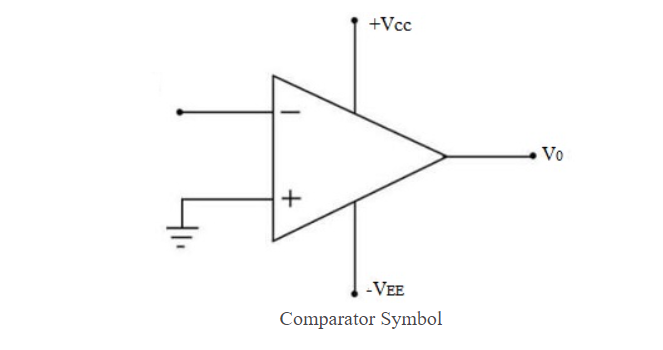 +Vcc
−
V0
+
-VEE
Comparator Symbol